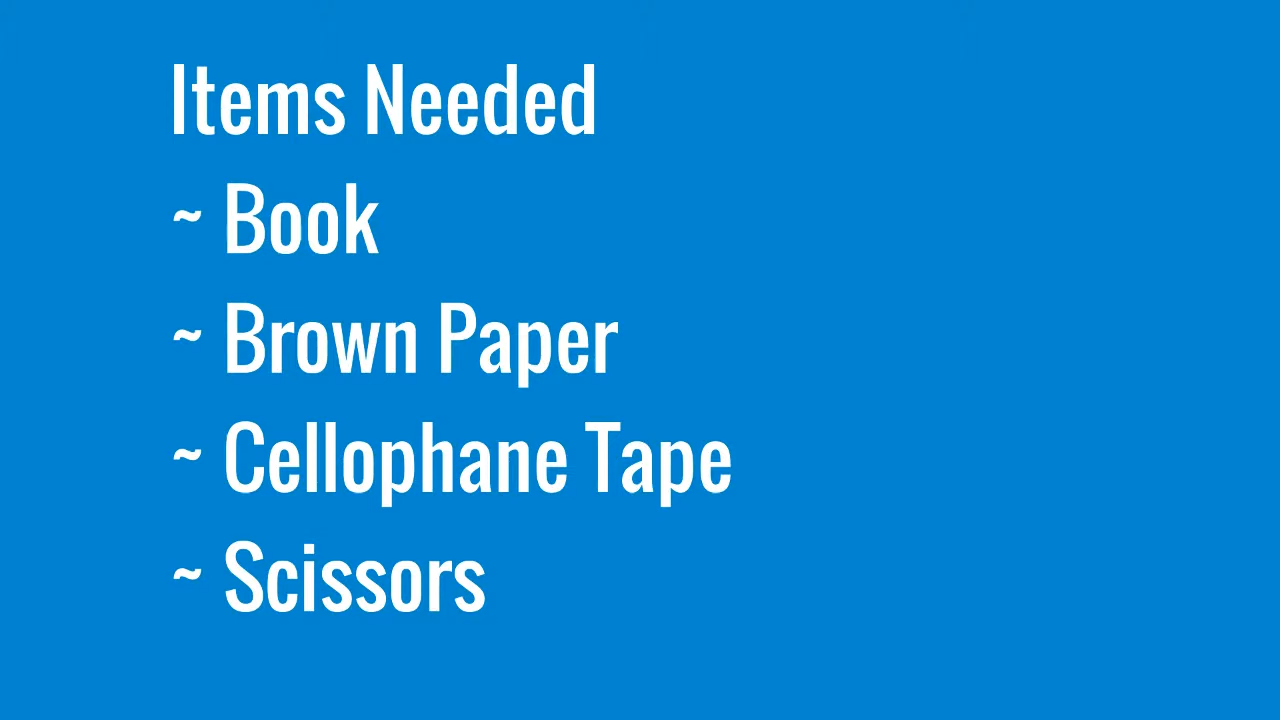 Items Needed
~ Book
~ Brown Paper
~ Cellophane Tape
~ Scissors